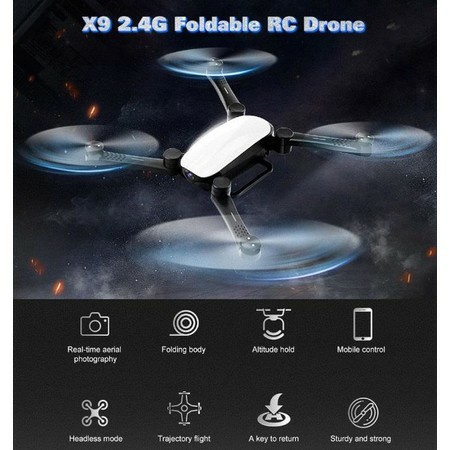 X9 2.4G Foldable RC Drone
Real-time aerial
photography
Folding body
Altitude hold
Mobile control
Headless mode
Trajectory flight
A key to return
Sturdy and strong